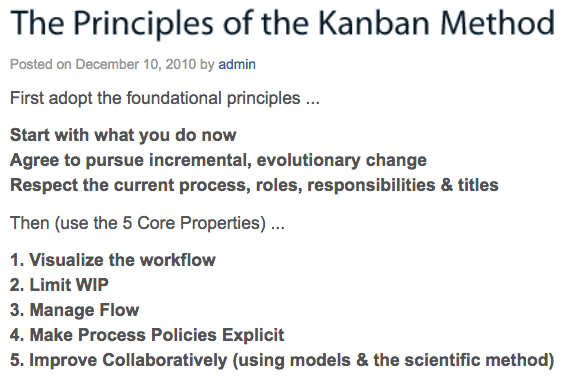 The Principles of the Kanban Method
Posted on December 10, 2010 by admin
First adopt the foundational principles ...
Start with what you do now
Agree to pursue incremental, evolutionary change
Respect the current process, roles, responsibilities & titles
Then (use the 5 Core Properties) ...
1. Visualize the workflow
2. Limit WIP
3. Manage Flow
4. Make Process Policies Explicit
5. Improve Collaboratively (using models & the scientific method)